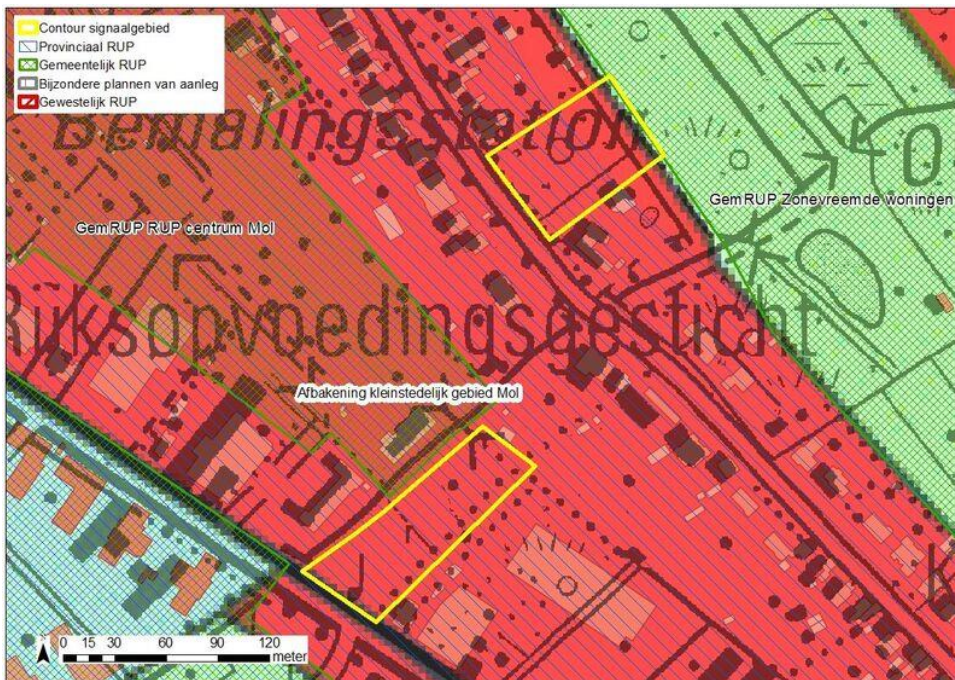 Contour signaalgebied
Provinciaal RUP
Gemeentelijk RUP
Bijzondere plannen van aanleg
Gewestelijk RUP
Bemalingsstation
GemRUP Zonevreemde woningen
GemRUP RUP centrum Mol
Rijksopvoedingsgesticht
Afbakening kleinstedelijk gebied Mol
0 15 30 60 90 120
meter